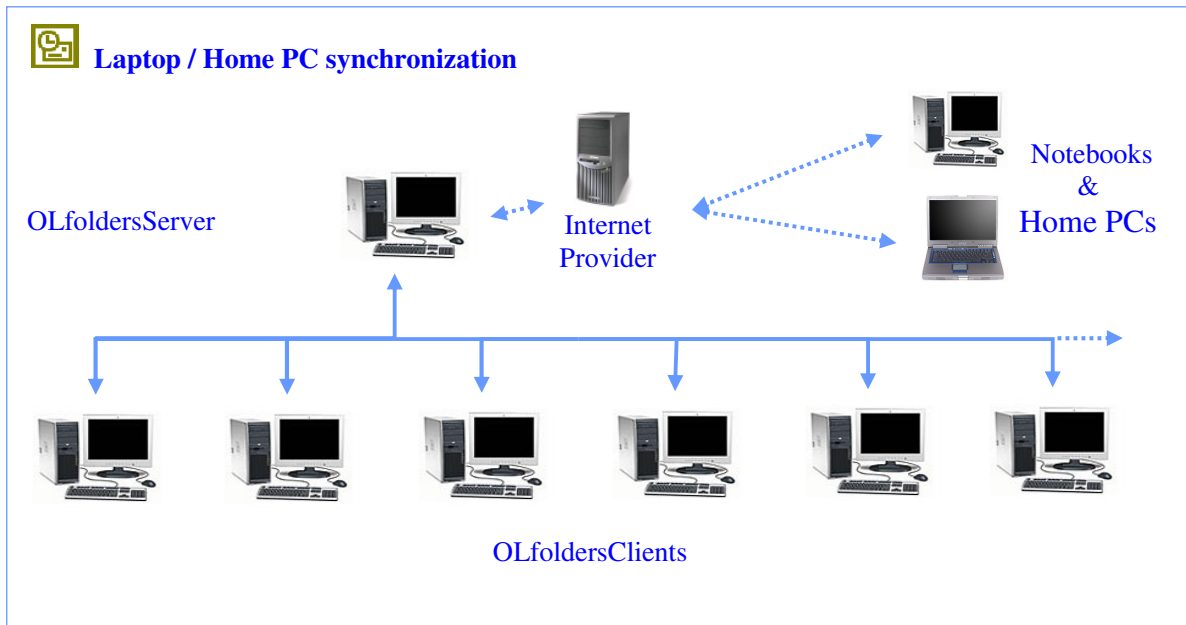 Laptop / Home PC synchronization
OLfoldersServer
Internet
Provider
Notebooks
&
Home PCs
OLfoldersClients